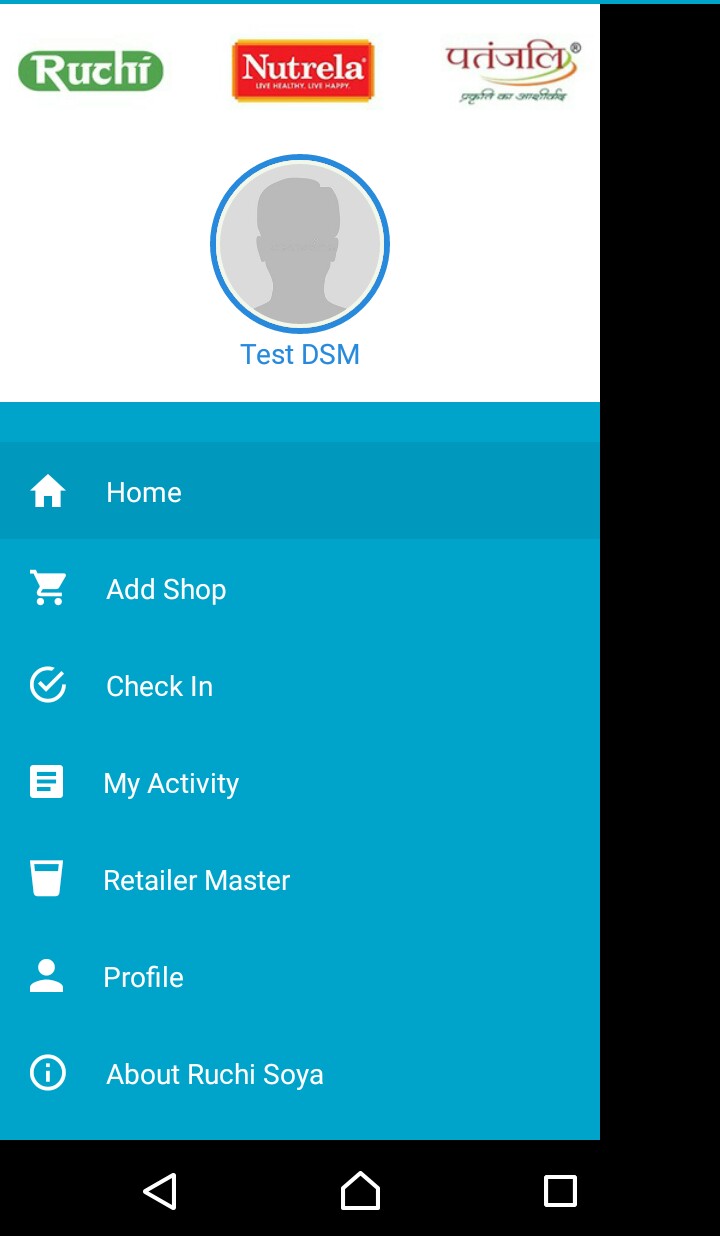 Ruchi Nutrela® पतंजलि®
LIVE HEALTHY. LIVE HAPPY. प्रकृति का आशीर्वाद
Test DSM
Home
Add Shop
Check In
My Activity
Retailer Master
Profile
About Ruchi Soya